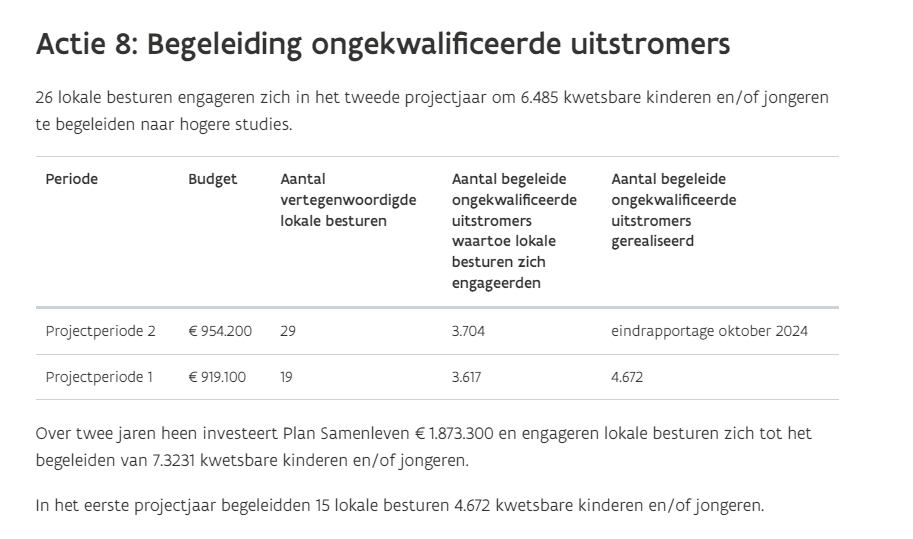 Actie 8: Begeleiding ongekwalificeerde uitstromers
26 lokale besturen engageren zich in het tweede projectjaar om 6.485 kwetsbare kinderen en/of jongeren
te begeleiden naar hogere studies.
Periode
Budget
Aantal
vertegenwoordigde
lokale besturen
Aantal begeleide
ongekwalificeerde
uitstromers
waartoe lokale
besturen zich
engageerden
Aantal begeleide
ongekwalificeerde
uitstromers
gerealiseerd
Projectperiode 2 € 954.200 29 3.704 eindrapportage oktober 2024
Projectperiode 1 € 919.100 19 3.617 4.672
Over twee jaren heen investeert Plan Samenleven € 1.873.300 en engageren lokale besturen zich tot het
begeleiden van 7.3231 kwetsbare kinderen en/of jongeren.
In het eerste projectjaar begeleidden 15 lokale besturen 4.672 kwetsbare kinderen en/of jongeren.